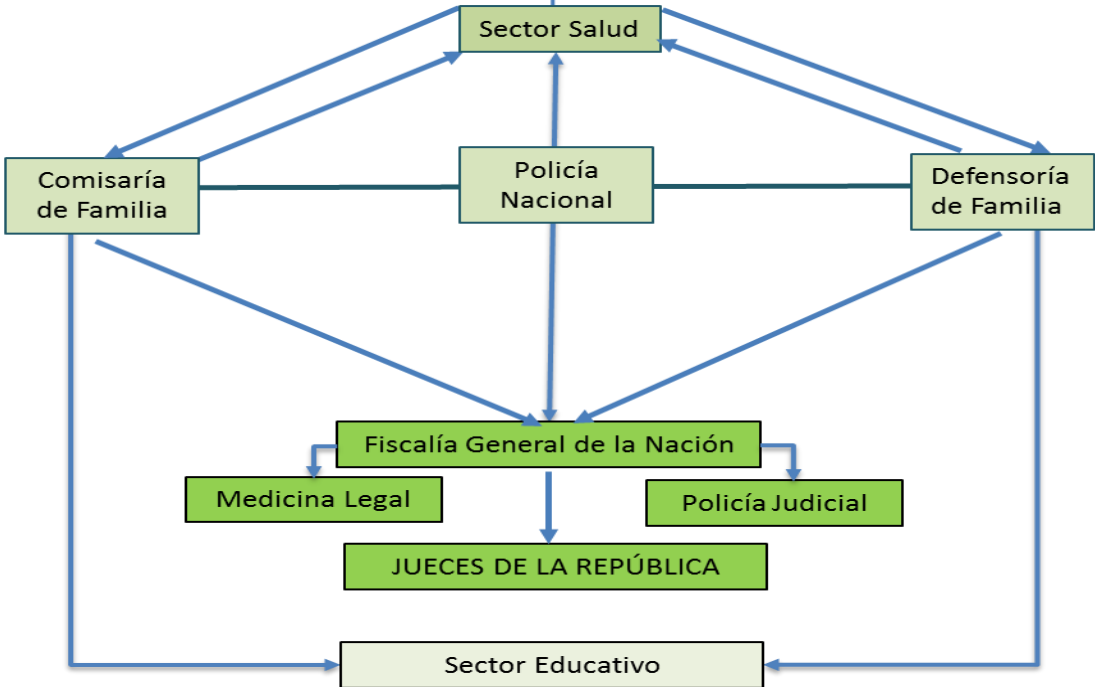 Sector Salud
Comisaría
de Familia
Policía
Nacional
Defensoría
de Familia
Fiscalía General de la Nación
Medicina Legal
Policía Judicial
JUECES DE LA REPÚBLICA
Sector Educativo